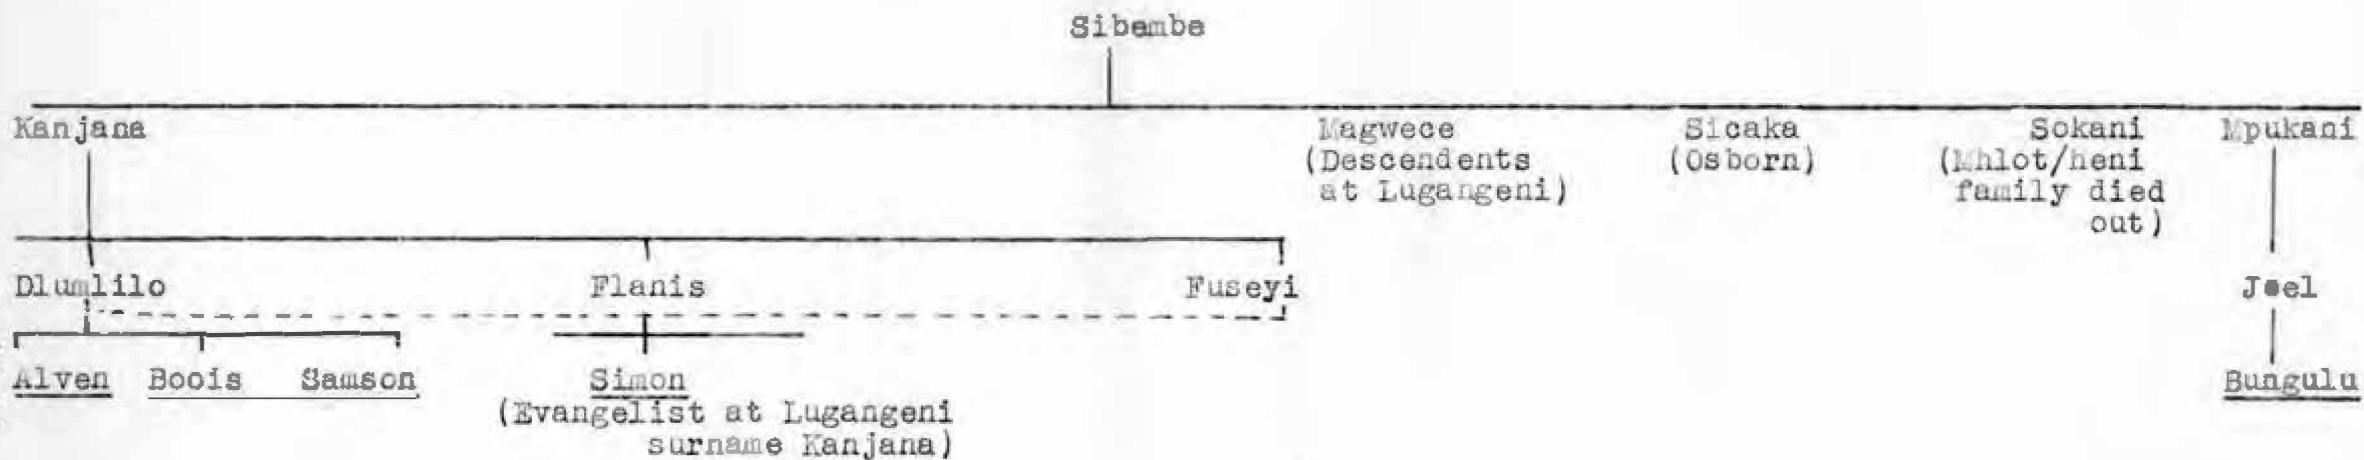 Sibembe
Kanjana Magwece Sicaka Sokani Mpukani
(Descendents (Osborn) (Mhlot/heni
at Lugangeni) family died
out)
Dlumlilo Flanis Fuseyi Joel
Alven Boois Samson Simon Bungulu
(Evangelist at Lugangeni
surname Kanjana)